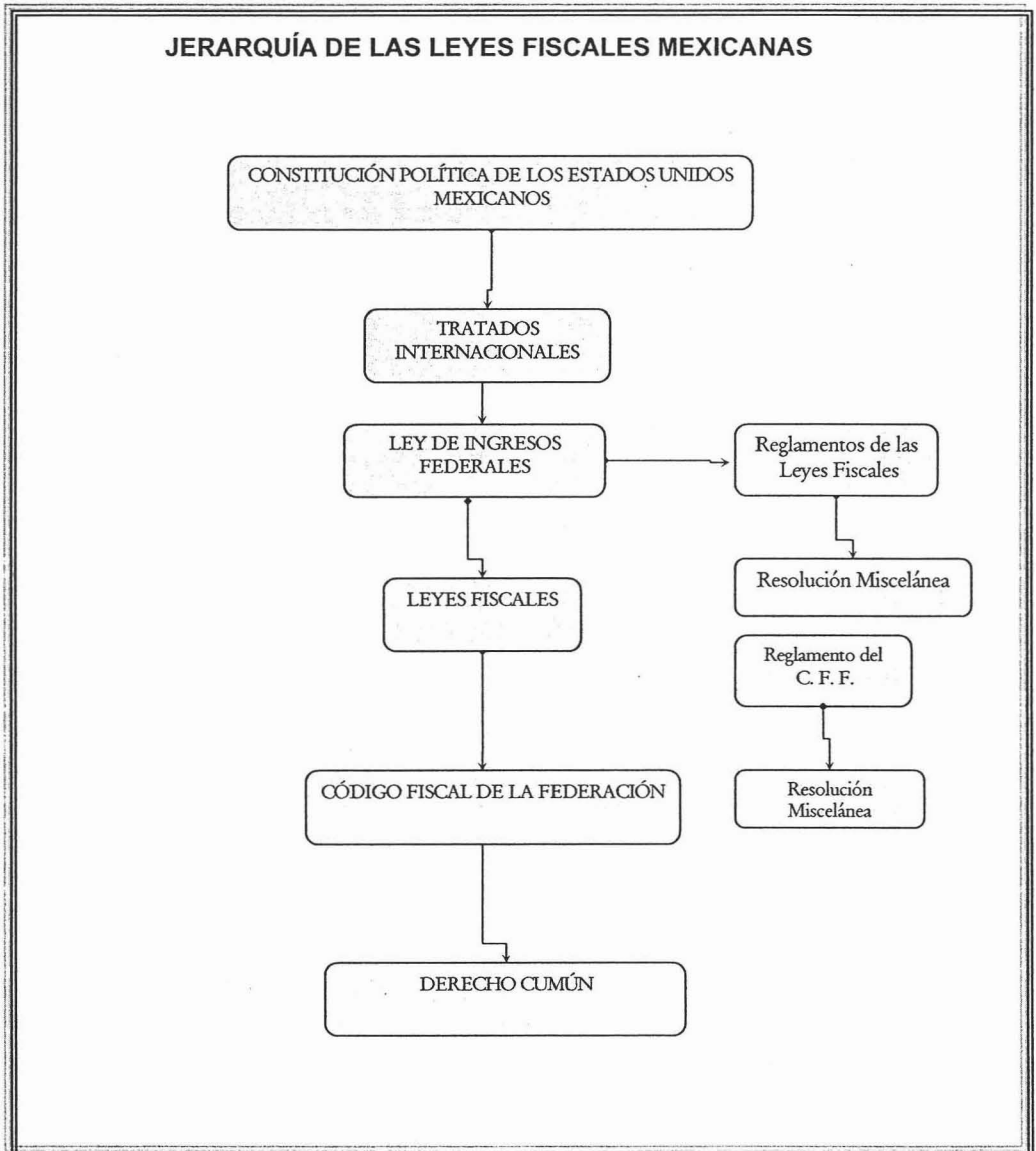 JERARQUÍA DE LAS LEYES FISCALES MEXICANAS
CONSTITUCIÓN POLÍTICA DE LOS ESTADOS UNIDOS
MEXICANOS
TRATADOS
INTERNACIONALES
LEY DE INGRESOS
FEDERALES
Reglamentos de las
Leyes Fiscales
LEYES FISCALES
Resolución Miscelánea
Reglamento del
C. F. F.
CÓDIGO FISCAL DE LA FEDERACIÓN
Resolución
Miscelánea
DERECHO CUMÚN